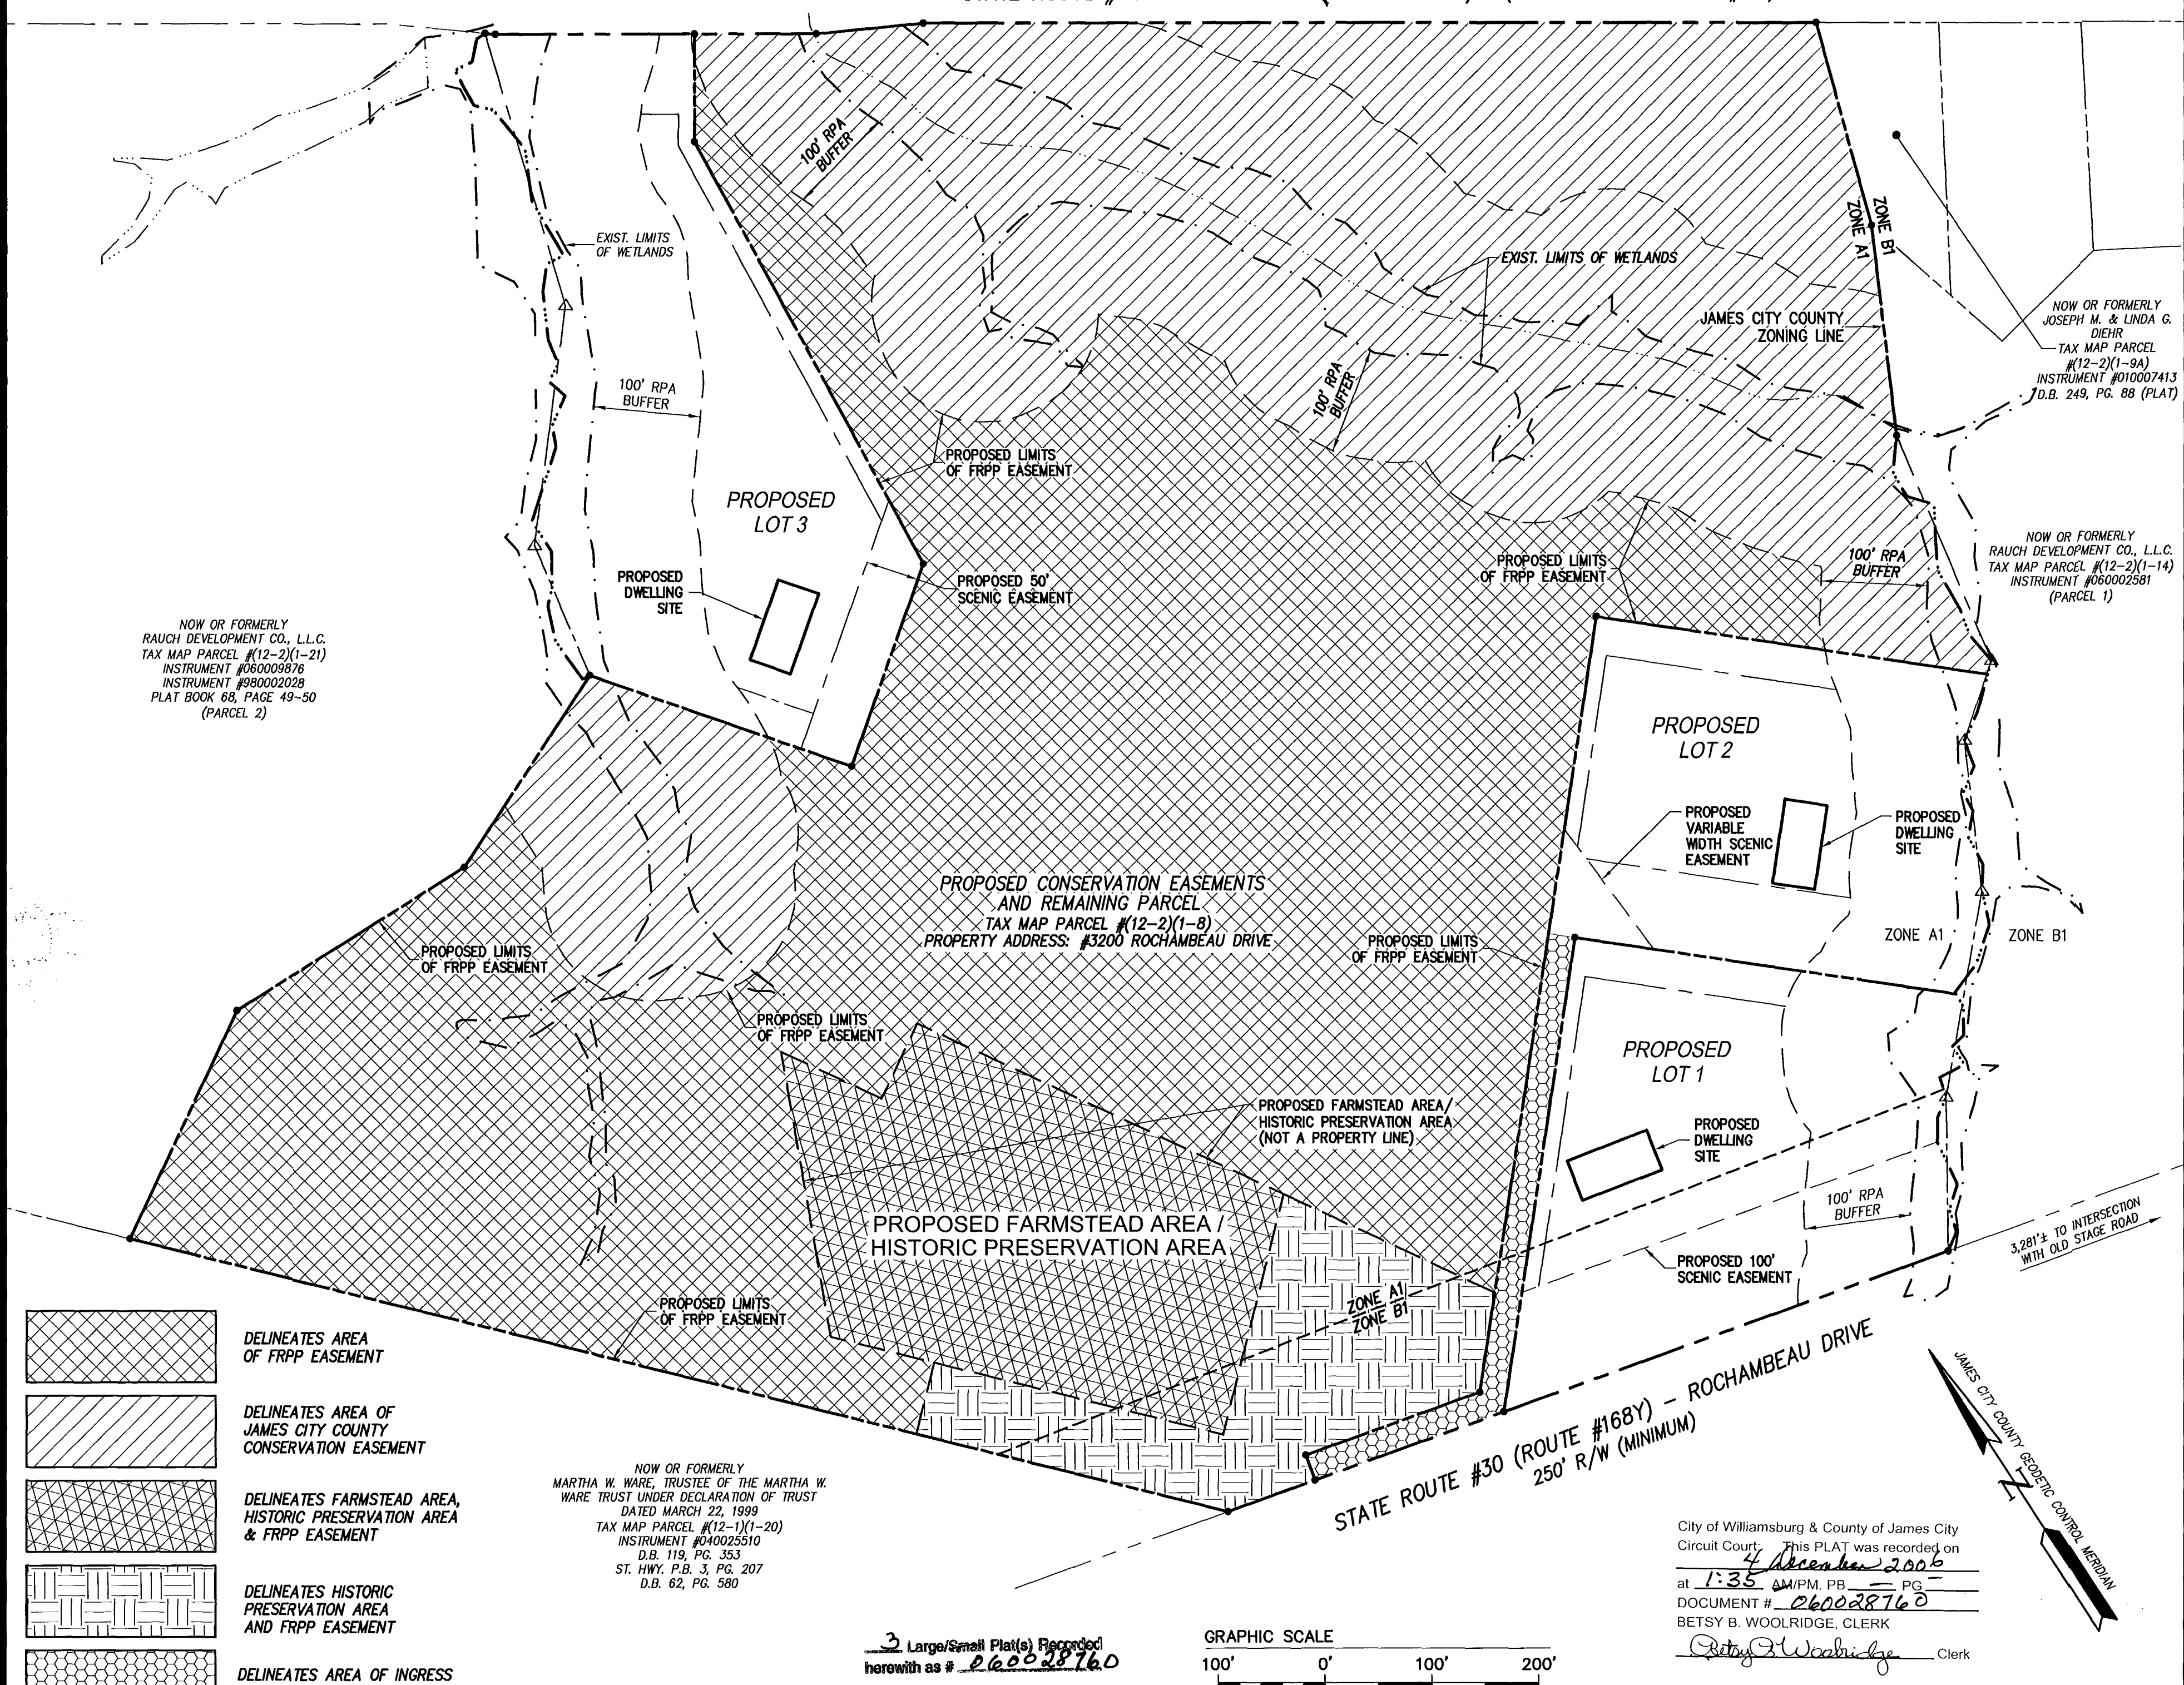 100' RPA
BUFFER
EXIST. LIMITS
OF WETLANDS
ZONE A1
ZONE B1
EXIST. LIMITS OF WETLANDS
JAMES CITY COUNTY
ZONING LINE
NOW OR FORMERLY
JOSEPH M. & LINDA G.
DIEHR
TAX MAP PARCEL
#(12-2)(1-9A)
INSTRUMENT #010007413
D.B. 249, PG. 88 (PLAT)
100' RPA
BUFFER
100' RPA
BUFFER
PROPOSED LIMITS
OF FRPP EASEMENT
PROPOSED
LOT 3
PROPOSED
DWELLING
SITE
PROPOSED 50'
SCENIC EASEMENT
PROPOSED LIMITS
OF FRPP EASEMENT
100' RPA
BUFFER
NOW OR FORMERLY
RAUCH DEVELOPMENT CO., L.L.C.
TAX MAP PARCEL #(12-2)(1-14)
INSTRUMENT #060002581
(PARCEL 1)
NOW OR FORMERLY
RAUCH DEVELOPMENT CO., L.L.C.
TAX MAP PARCEL #(12-2)(1-21)
INSTRUMENT #060009876
INSTRUMENT #980002028
PLAT BOOK 68, PAGE 49~50
(PARCEL 2)
PROPOSED
LOT 2
PROPOSED
VARIABLE
WIDTH SCENIC
EASEMENT
PROPOSED
DWELLING
SITE
PROPOSED CONSERVATION EASEMENTS
AND REMAINING PARCEL
TAX MAP PARCEL #(12-2)(1-8)
PROPERTY ADDRESS: #3200 ROCHAMBEAU DRIVE
PROPOSED LIMITS
OF FRPP EASEMENT
PROPOSED LIMITS
OF FRPP EASEMENT
ZONE A1
ZONE B1
PROPOSED LIMITS
OF FRPP EASEMENT
PROPOSED
LOT 1
PROPOSED FARMSTEAD AREA/
HISTORIC PRESERVATION AREA
(NOT A PROPERTY LINE)
PROPOSED
DWELLING
SITE
100' RPA
BUFFER
PROPOSED FARMSTEAD AREA /
HISTORIC PRESERVATION AREA
3,281'± TO INTERSECTION
WITH OLD STAGE ROAD
PROPOSED 100'
SCENIC EASEMENT
PROPOSED LIMITS
OF FRPP EASEMENT
ZONE A1
ZONE B1
STATE ROUTE #30 (ROUTE #168Y) - ROCHAMBEAU DRIVE
250' R/W (MINIMUM)
JAMES CITY COUNTY GEODETIC CONTROL MERIDIAN
N
DELINEATES AREA
OF FRPP EASEMENT
DELINEATES AREA OF
JAMES CITY COUNTY
CONSERVATION EASEMENT
DELINEATES FARMSTEAD AREA,
HISTORIC PRESERVATION AREA
& FRPP EASEMENT
DELINEATES HISTORIC
PRESERVATION AREA
AND FRPP EASEMENT
DELINEATES AREA OF INGRESS
NOW OR FORMERLY
MARTHA W. WARE, TRUSTEE OF THE MARTHA W.
WARE TRUST UNDER DECLARATION OF TRUST
DATED MARCH 22, 1999
TAX MAP PARCEL #(12-1)(1-20)
INSTRUMENT #040025510
D.B. 119, PG. 353
ST. HWY. P.B. 3, PG. 207
D.B. 62, PG. 580
3 Large/Small Plat(s) Recorded
herewith as # 060028760
GRAPHIC SCALE
100' 0' 100' 200'
City of Williamsburg & County of James City
Circuit Court: This PLAT was recorded on
4 December 2006
at 1:35 AM/PM. PB — PG —
DOCUMENT # 060028760
BETSY B. WOOLRIDGE, CLERK
Betsy B Woolridge Clerk